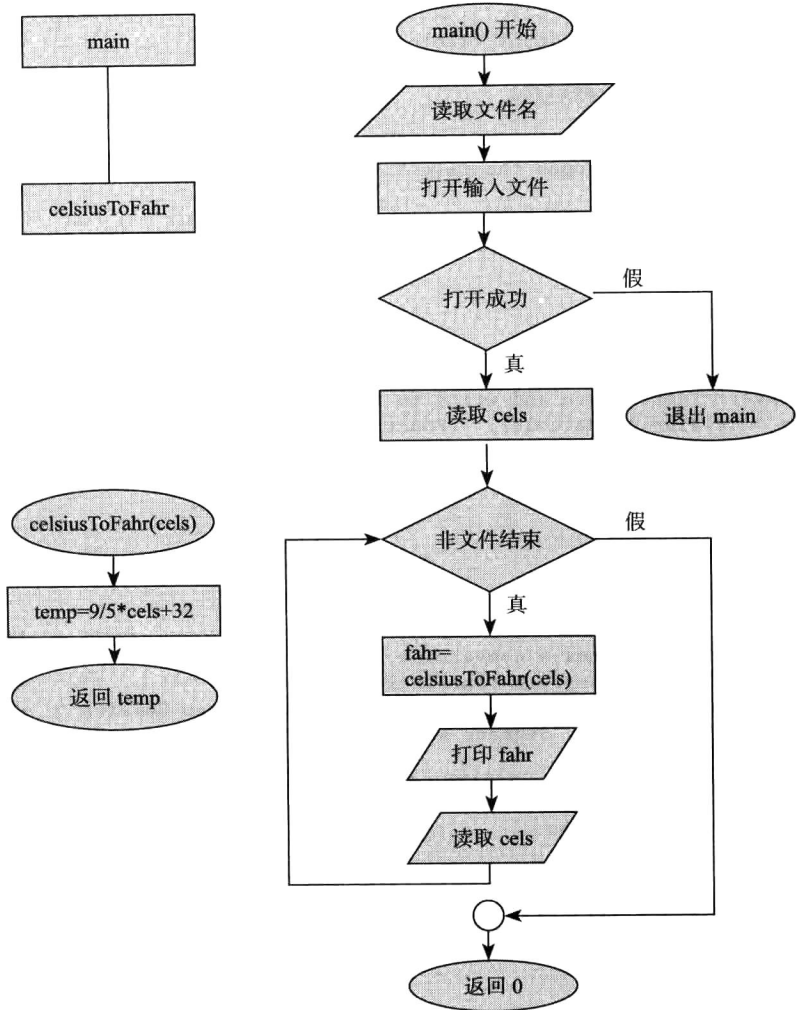 main
celsiusToFahr
main() 开始
读取文件名
打开输入文件
打开成功
假
真
读取 cels
退出 main
非文件结束
假
真
fahr=
celsiusToFahr(cels)
打印 fahr
读取 cels
返回 0
celsiusToFahr(cels)
temp=9/5*cels+32
返回 temp